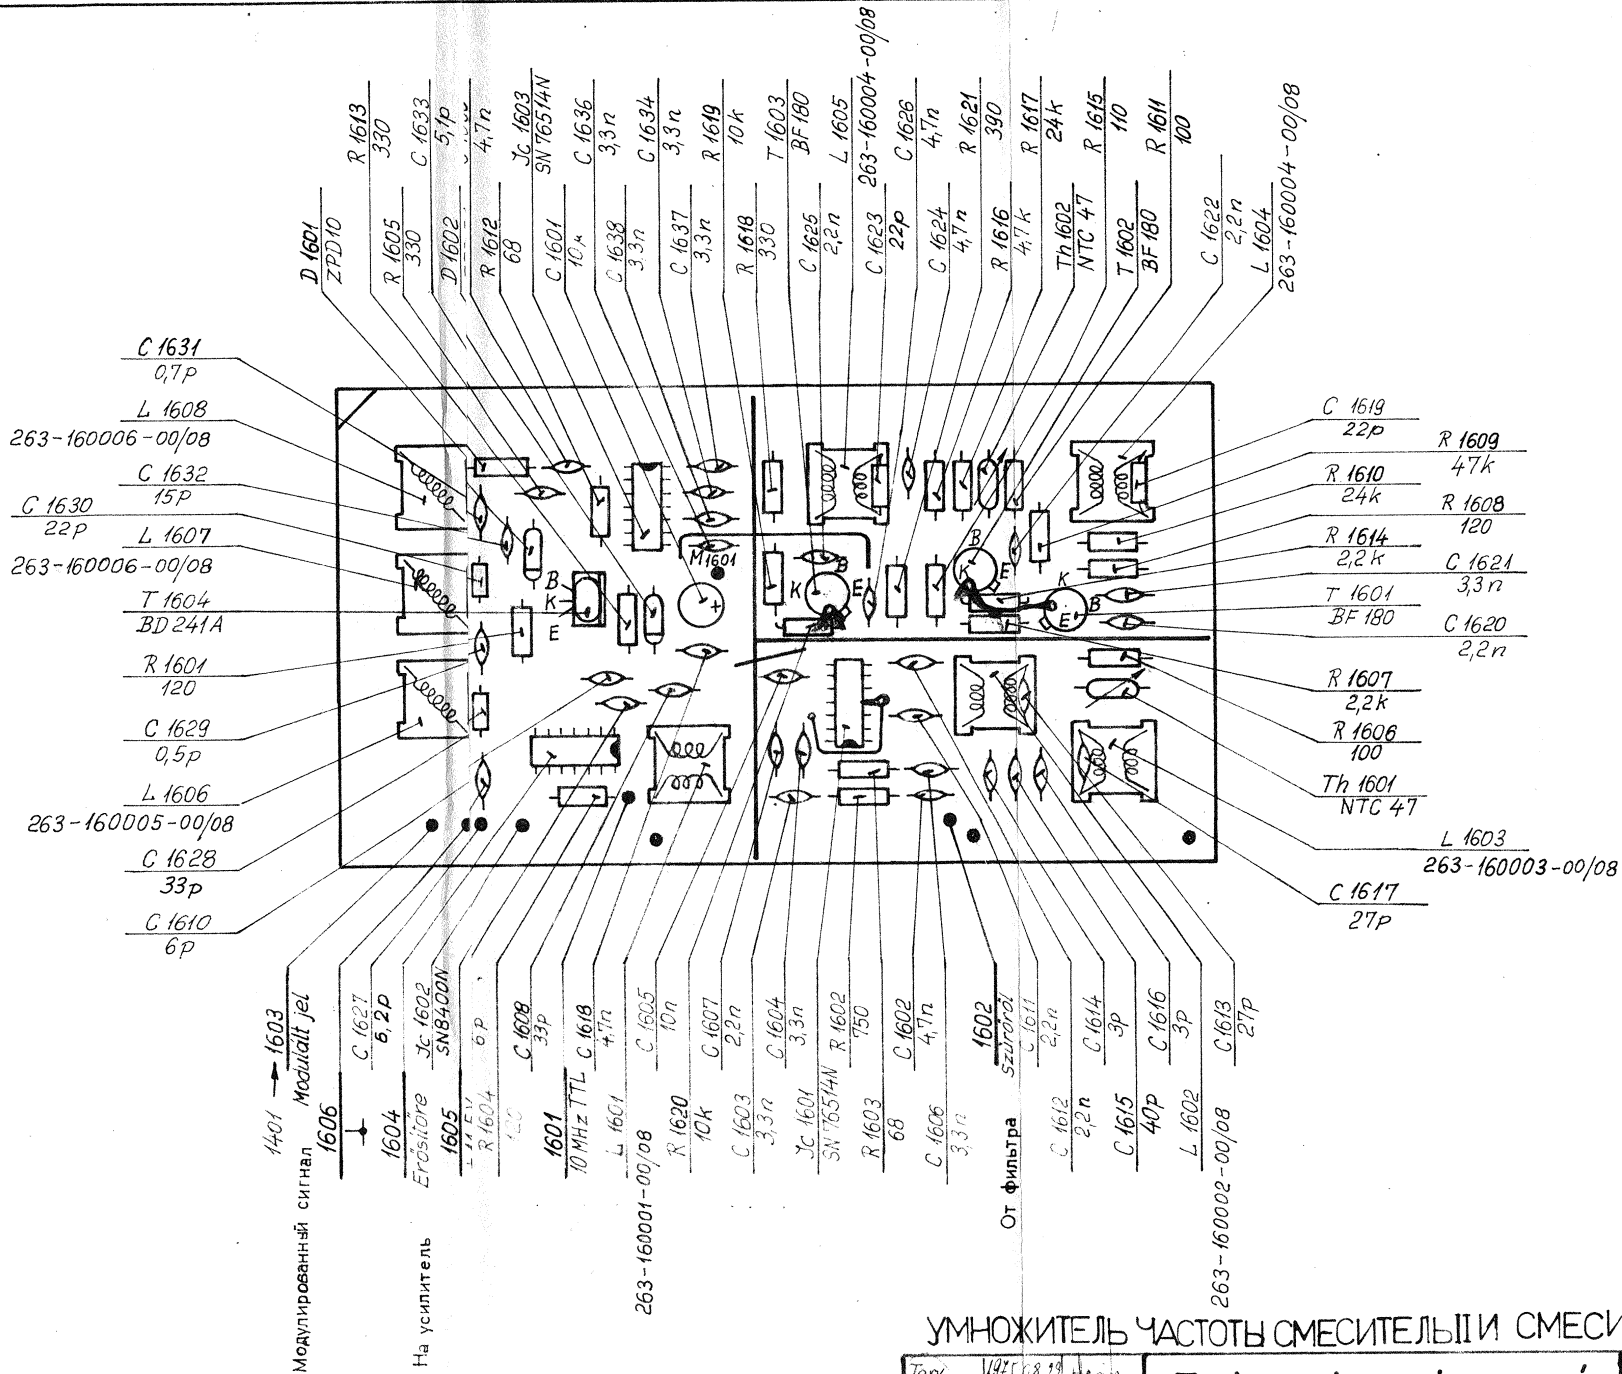 R 1613
330
C 1633
5,1p
4,7n
Jc 1603
SN 76514N
C 1636
3,3n
C 1634
3,3n
R 1619
10k
T 1603
BF 180
L 1605
263-160004-00/08
C 1626
4,7n
R 1621
390
R 1617
24k
R 1615
110
R 1611
100
D 1601
ZPD10
R 1605
330
D 1602
R 1612
68
C 1601
10µ
C 1638
3,3n
C 1637
3,3n
R 1618
330
C 1625
2,2n
C 1623
22p
C 1624
4,7n
R 1616
4,7k
Th 1602
NTC 47
T 1602
BF 180
C 1622
2,2n
L 1604
263-160004-00/08
C 1631
0,7p
L 1608
263-160006-00/08
C 1632
15p
C 1630
22p
L 1607
263-160006-00/08
T 1604
BD 241A
R 1601
120
C 1629
0,5p
L 1606
263-160005-00/08
C 1628
33p
C 1610
6p
B
K
E
M1601
+
K
B
E
B
K
E
K
B
E
C 1619
22p
R 1609
47k
R 1610
24k
R 1608
120
R 1614
2,2k
C 1621
3,3n
T 1601
BF 180
C 1620
2,2n
R 1607
2,2k
R 1606
100
Th 1601
NTC 47
L 1603
263-160003-00/08
C 1617
27p
1401 → 1603
Модулированный сигнал Modulált jel
1606
C 1627
6,2p
1604
На усилитель Erősítőre
Jc 1602
SN8400N
1605
6p
R 1604
C 1608
33p
1601
10 MHz TTL
C 1618
4,7n
L 1601
263-160001-00/08
C 1605
10n
R 1620
10k
C 1607
2,2n
C 1603
3,3n
C 1604
3,3n
Jc 1601
SN 76514N
R 1602
750
R 1603
68
C 1602
4,7n
C 1606
3,3n
1602
От фильтра Szűrőről
C 1611
2,2n
C 1612
2,2n
C 1614
3p
C 1615
40p
C 1616
3p
L 1602
263-160002-00/08
C 1613
27p
УМНОЖИТЕЛЬ ЧАСТОТЫ СМЕСИТЕЛЬ II И СМЕСИ